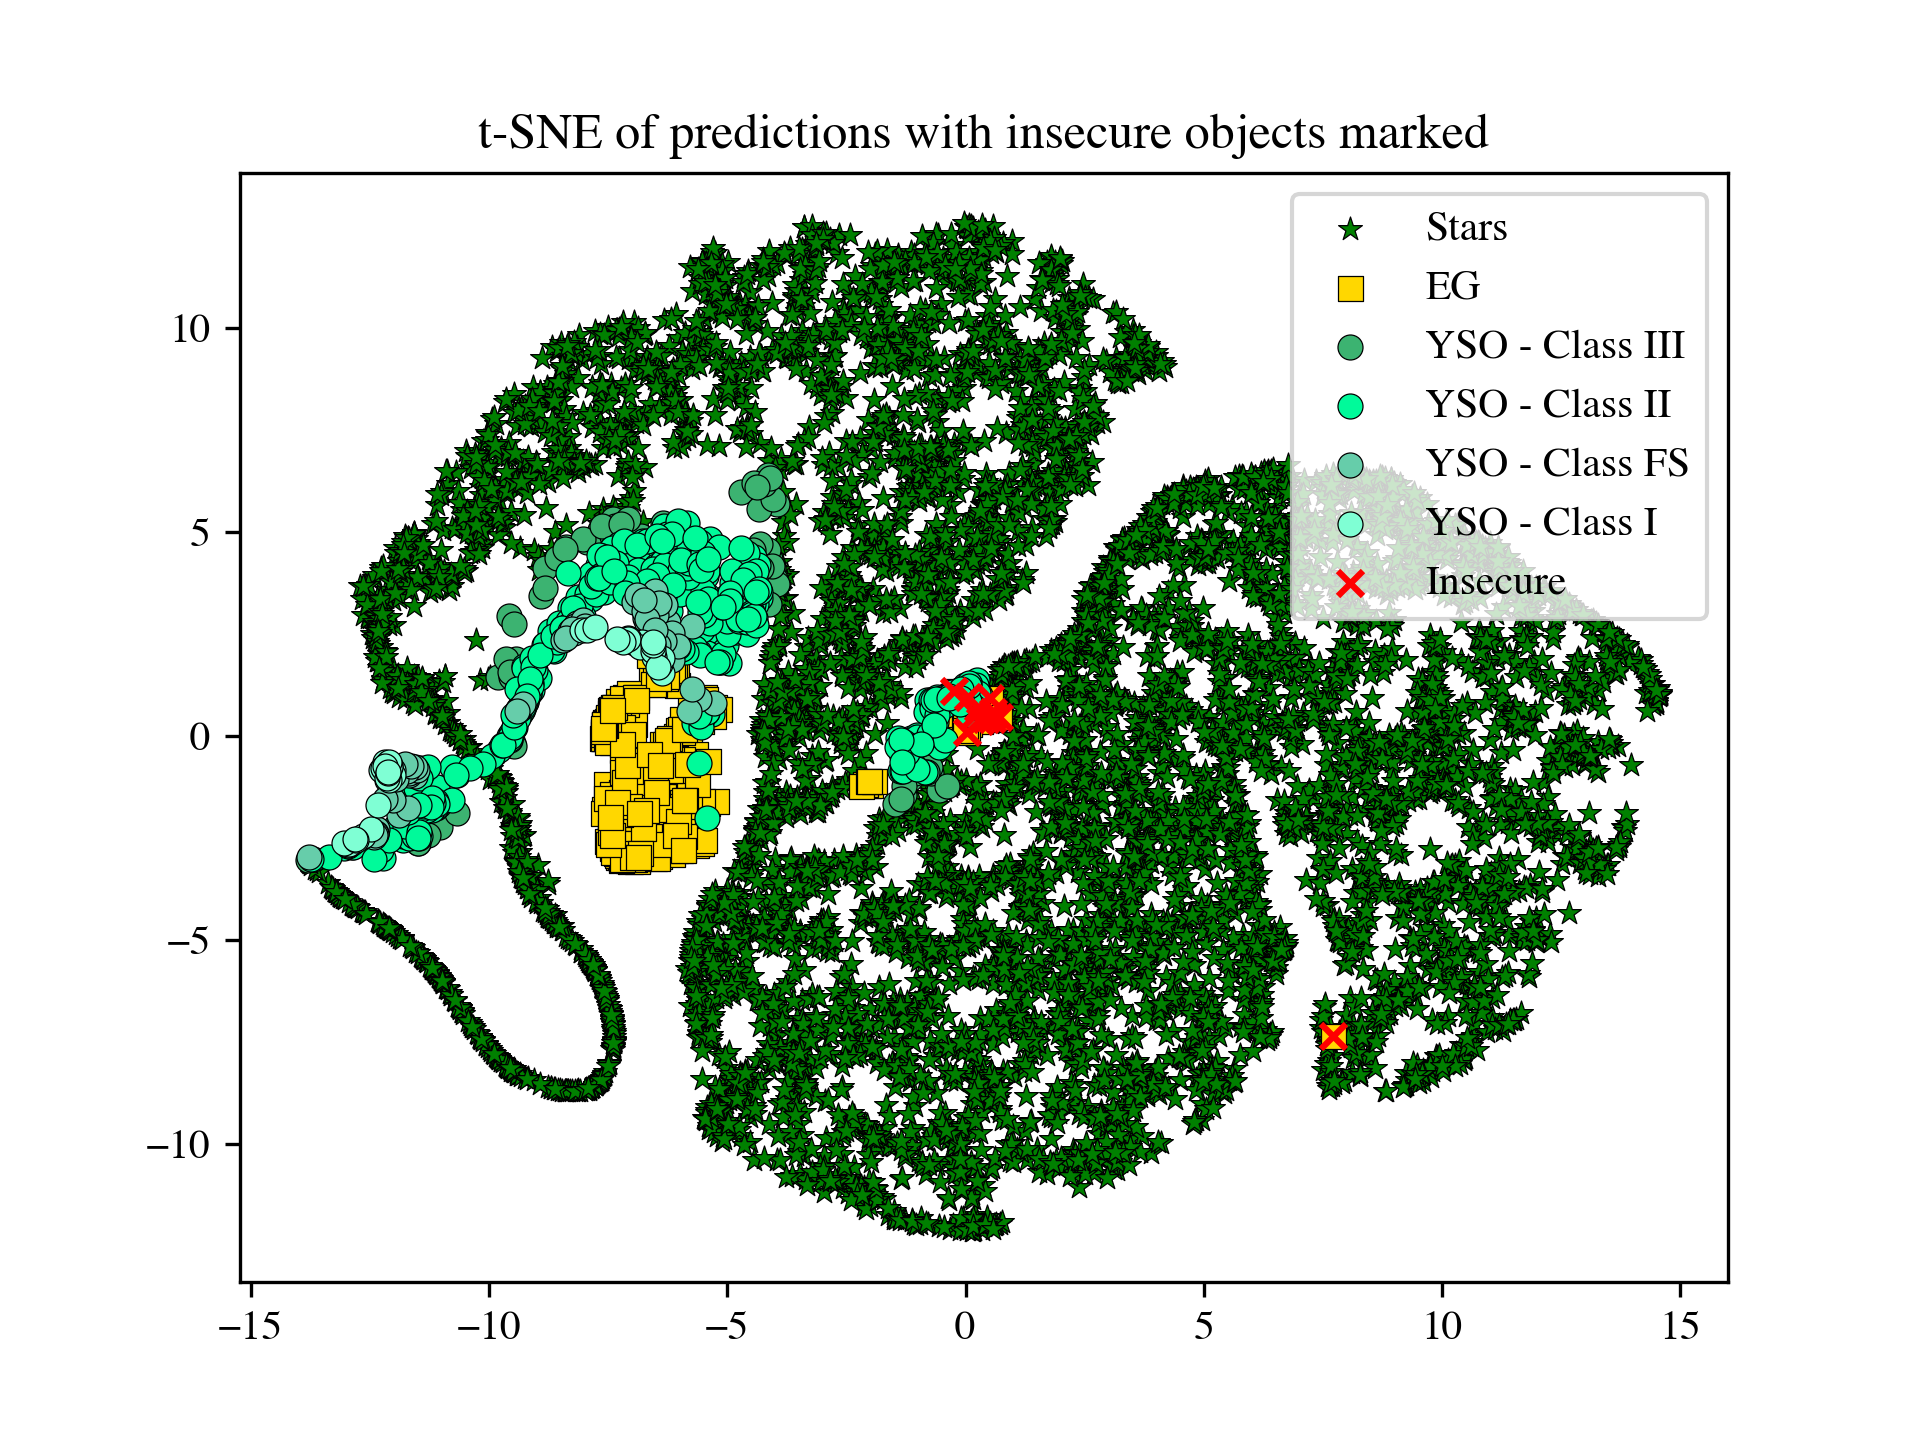 t-SNE of predictions with insecure objects marked
Stars
EG
YSO - Class III
YSO - Class II
YSO - Class FS
YSO - Class I
Insecure
10
5
0
−5
−10
−15
−10
−5
0
5
10
15